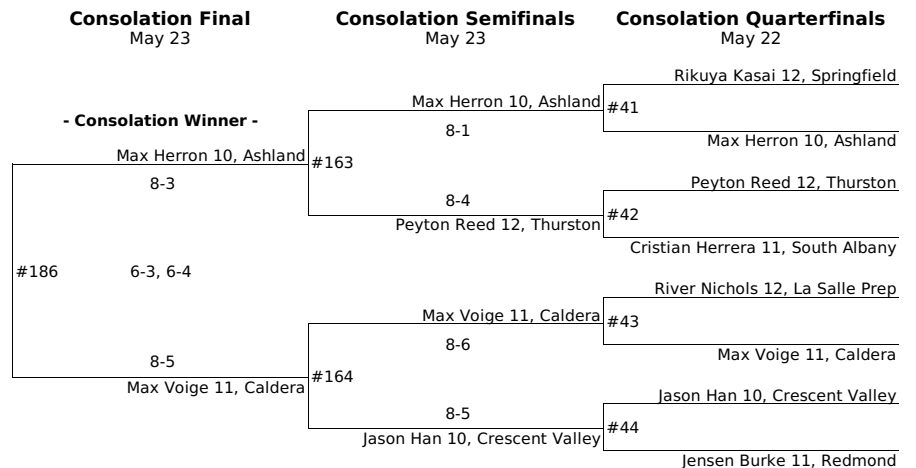 Consolation Final
May 23
Consolation Semifinals
May 23
Consolation Quarterfinals
May 22
Rikuya Kasai 12, Springfield
Max Herron 10, Ashland
#41
- Consolation Winner -
8-1
Max Herron 10, Ashland
Max Herron 10, Ashland
#163
8-3
Peyton Reed 12, Thurston
8-4
#42
Peyton Reed 12, Thurston
Cristian Herrera 11, South Albany
#186
6-3, 6-4
River Nichols 12, La Salle Prep
Max Voige 11, Caldera
#43
8-6
Max Voige 11, Caldera
8-5
#164
Max Voige 11, Caldera
Jason Han 10, Crescent Valley
8-5
#44
Jason Han 10, Crescent Valley
Jensen Burke 11, Redmond